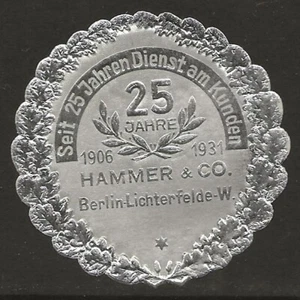 Seit 25 Jahren Dienst am Kunden
25
JAHRE
1906 1931
HAMMER & CO.
Berlin-Lichterfelde-W.